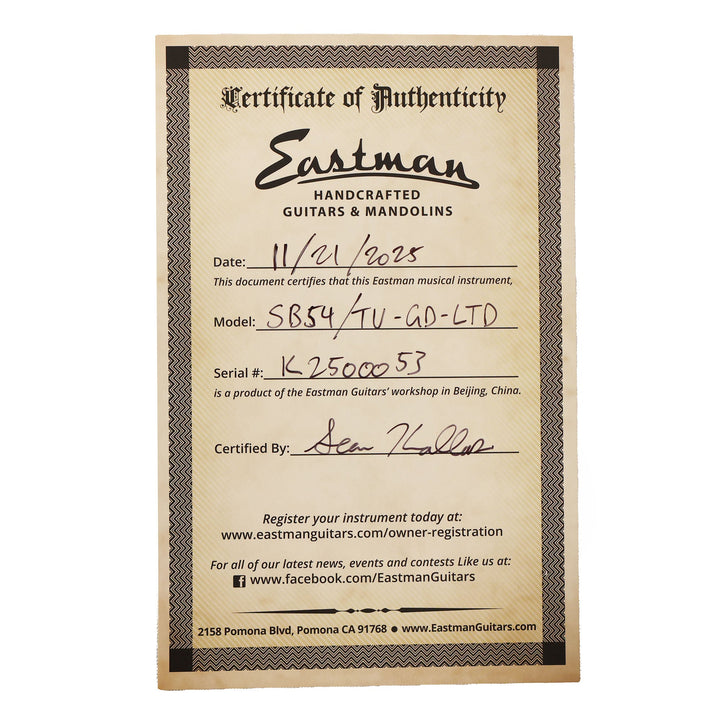 Certificate of Authenticity
Eastman
HANDCRAFTED
GUITARS & MANDOLINS
Date: 11/21/2025
This document certifies that this Eastman musical instrument,
Model: SB54/TV-GD-LTD
Serial #: K2500053
is a product of the Eastman Guitars' workshop in Beijing, China.
Certified By: Sean
Register your instrument today at:
www.eastmanguitars.com/owner-registration
For all of our latest news, events and contests Like us at:
f www.facebook.com/EastmanGuitars
2158 Pomona Blvd, Pomona CA 91768 ● www.EastmanGuitars.com